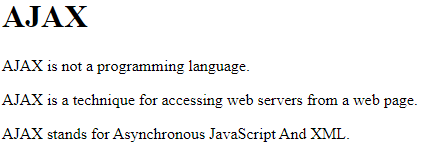 AJAX
AJAX is not a programming language.
AJAX is a technique for accessing web servers from a web page.
AJAX stands for Asynchronous JavaScript And XML.